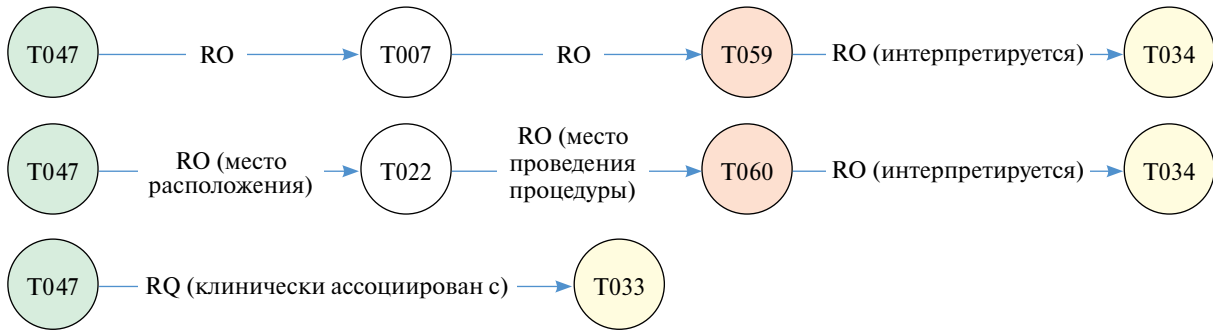 T047 RO T007 RO T059 RO (интерпретируется) T034
T047 RO (место расположения) T022 RO (место проведения процедуры) T060 RO (интерпретируется) T034
T047 RQ (клинически ассоциирован с) T033